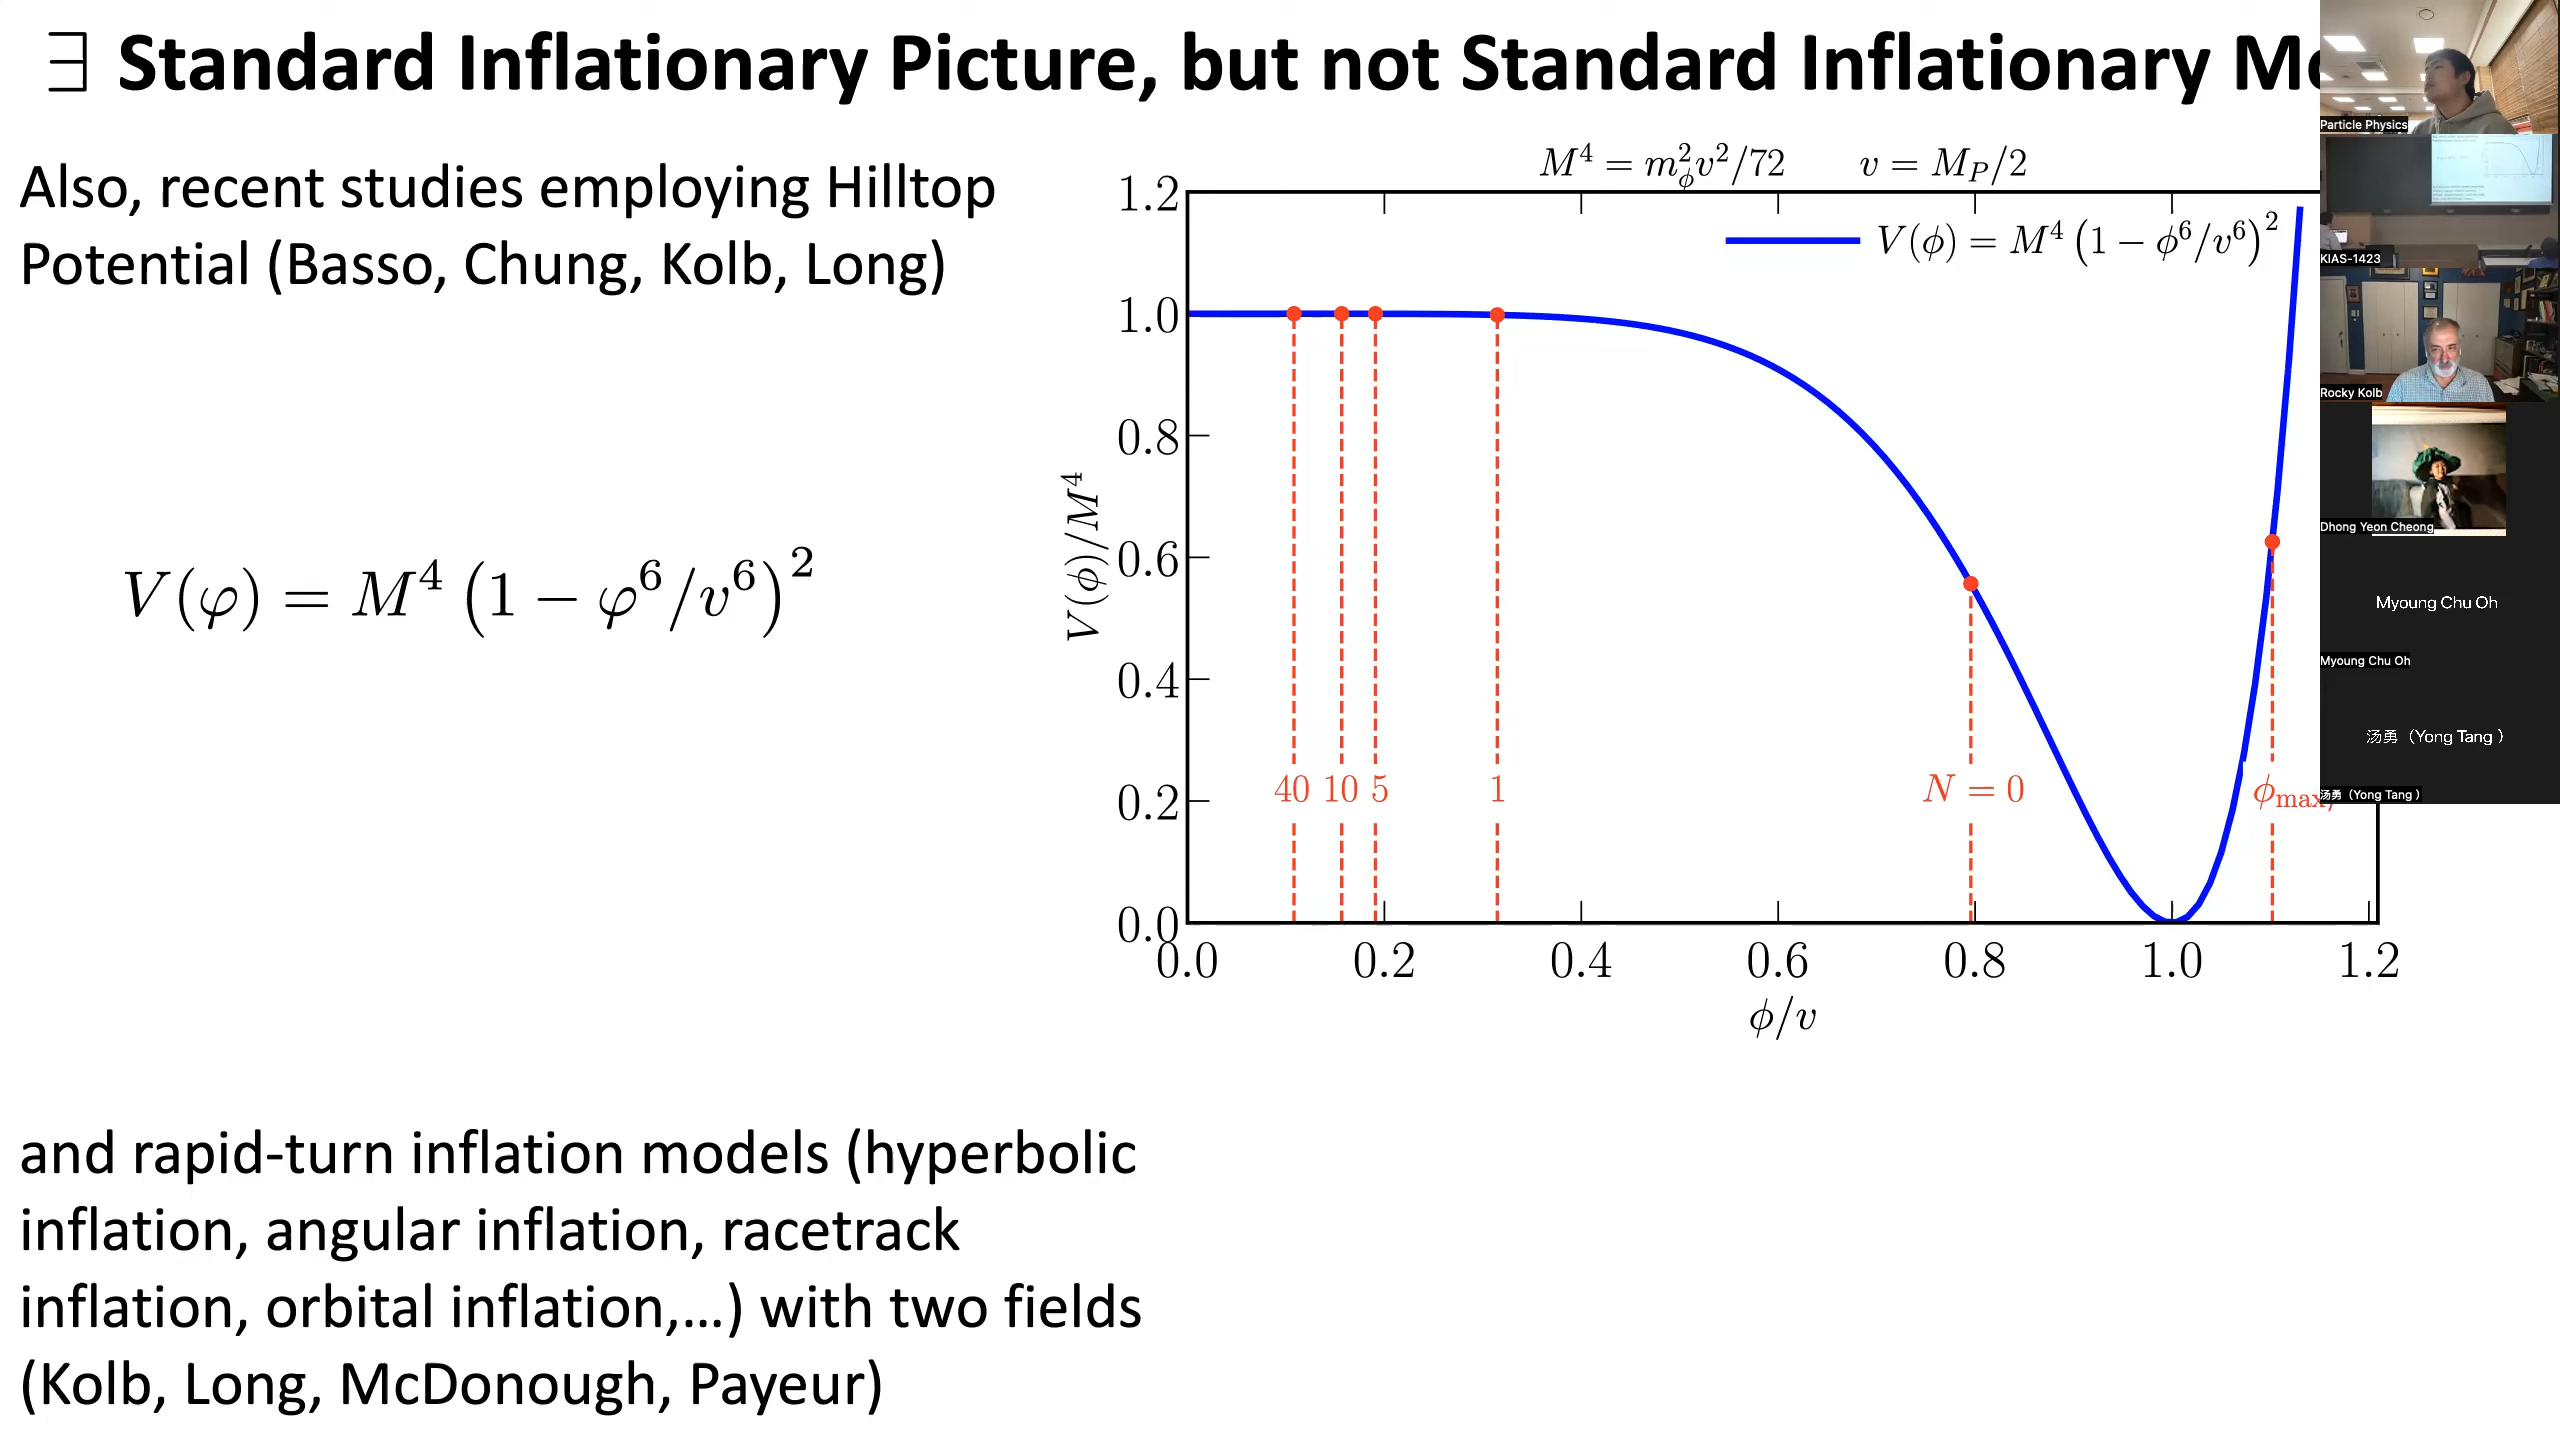 ∃ Standard Inflationary Picture, but not Standard Inflationary
Also, recent studies employing Hilltop
Potential (Basso, Chung, Kolb, Long)
V(φ) = M⁴ (1 − φ⁶/v⁶)²
and rapid-turn inflation models (hyperbolic
inflation, angular inflation, racetrack
inflation, orbital inflation,…) with two fields
(Kolb, Long, McDonough, Payeur)
M⁴ = m²_ϕ v²/72 v = M_P/2
V(ϕ) = M⁴ (1 − ϕ⁶/v⁶)²
V(ϕ)/M⁴
1.2
1.0
0.8
0.6
0.4
0.2
0.0
40 10 5 1 N = 0 ϕ_max
0.0 0.2 0.4 0.6 0.8 1.0 1.2
ϕ/v
Particle Physics
KIAS-1423
Rocky Kolb
Dhong Yeon Cheong
Myoung Chu Oh
Myoung Chu Oh
汤勇（Yong Tang ）
汤勇（Yong Tang ）